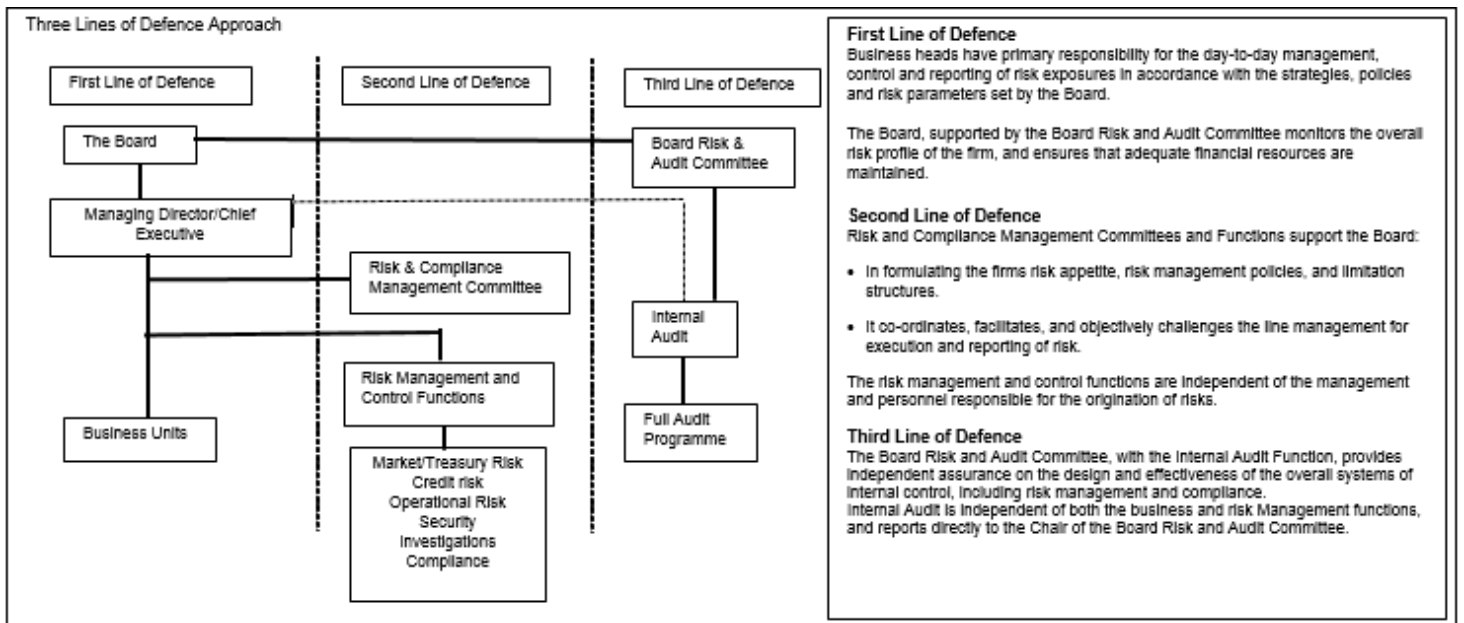 Three Lines of Defence Approach
First Line of Defence
Second Line of Defence
Third Line of Defence
The Board
Board Risk &
Audit Committee
Managing Director/Chief
Executive
Risk & Compliance
Management Committee
Internal
Audit
Risk Management and
Control Functions
Business Units
Full Audit
Programme
Market/Treasury Risk
Credit risk
Operational Risk
Security
Investigations
Compliance
First Line of Defence
Business heads have primary responsibility for the day-to-day management,
control and reporting of risk exposures in accordance with the strategies, policies
and risk parameters set by the Board.
The Board, supported by the Board Risk and Audit Committee monitors the overall
risk profile of the firm, and ensures that adequate financial resources are
maintained.
Second Line of Defence
Risk and Compliance Management Committees and Functions support the Board:
• In formulating the firms risk appetite, risk management policies, and limitation
structures.
• It co-ordinates, facilitates, and objectively challenges the line management for
execution and reporting of risk.
The risk management and control functions are independent of the management
and personnel responsible for the origination of risks.
Third Line of Defence
The Board Risk and Audit Committee, with the Internal Audit Function, provides
independent assurance on the design and effectiveness of the overall systems of
internal control, including risk management and compliance.
Internal Audit is independent of both the business and risk Management functions,
and reports directly to the Chair of the Board Risk and Audit Committee.